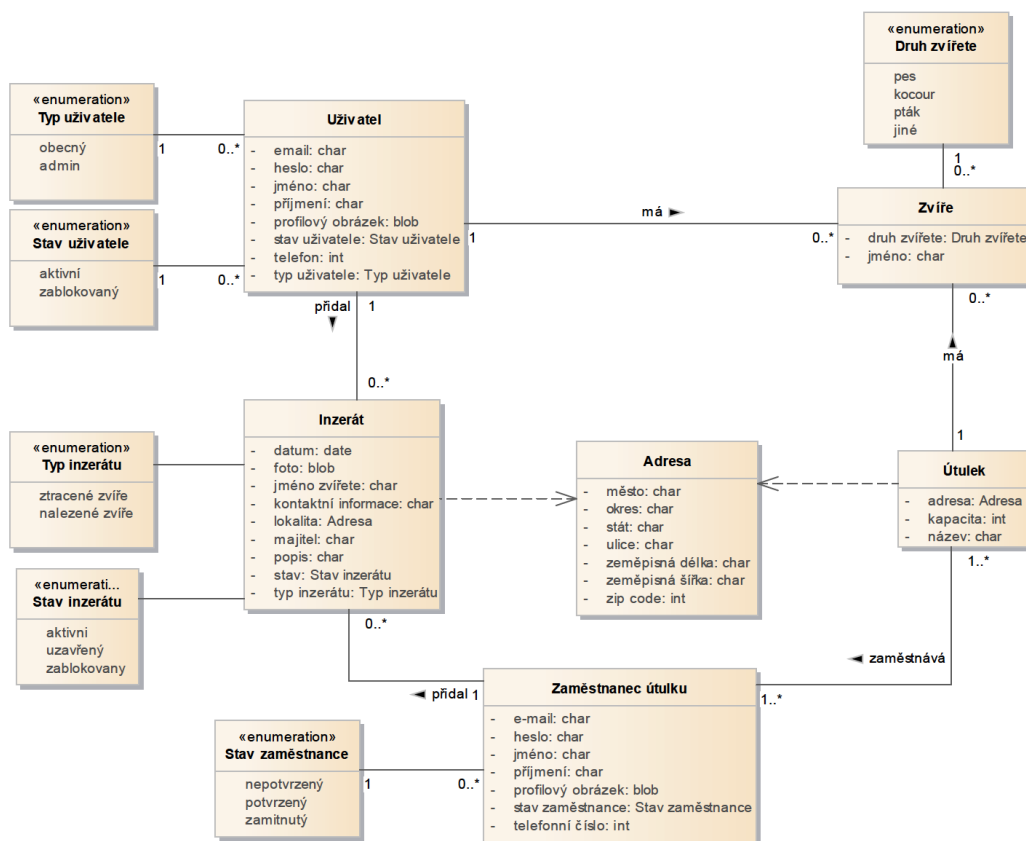 «enumeration»
Druh zvířete
pes
kocour
pták
jiné
«enumeration»
Typ uživatele
obecný
admin
1
0..*
Uživatel
- email: char
- heslo: char
- jméno: char
- příjmení: char
- profilový obrázek: blob
- stav uživatele: Stav uživatele
- telefon: int
- typ uživatele: Typ uživatele
1
0..*
«enumeration»
Stav uživatele
aktivní
zablokovaný
1
0..*
má
1
0..*
Zvíře
- druh zvířete: Druh zvířete
- jméno: char
0..*
má
1
přidal
1
0..*
Inzerát
- datum: date
- foto: blob
- jméno zvířete: char
- kontaktní informace: char
- lokalita: Adresa
- majitel: char
- popis: char
- stav: Stav inzerátu
- typ inzerátu: Typ inzerátu
0..*
«enumeration»
Typ inzerátu
ztracené zvíře
nalezené zvíře
«enumerati...
Stav inzerátu
aktivni
uzavřený
zablokovany
Adresa
- město: char
- okres: char
- stát: char
- ulice: char
- zeměpisná délka: char
- zeměpisná šířka: char
- zip code: int
Útulek
- adresa: Adresa
- kapacita: int
- název: char
1..*
zaměstnává
1..*
přidal
1
Zaměstnanec útulku
- e-mail: char
- heslo: char
- jméno: char
- příjmení: char
- profilový obrázek: blob
- stav zaměstnance: Stav zaměstnance
- telefonní číslo: int
«enumeration»
Stav zaměstnance
nepotvrzený
potvrzený
zamitnutý
1
0..*